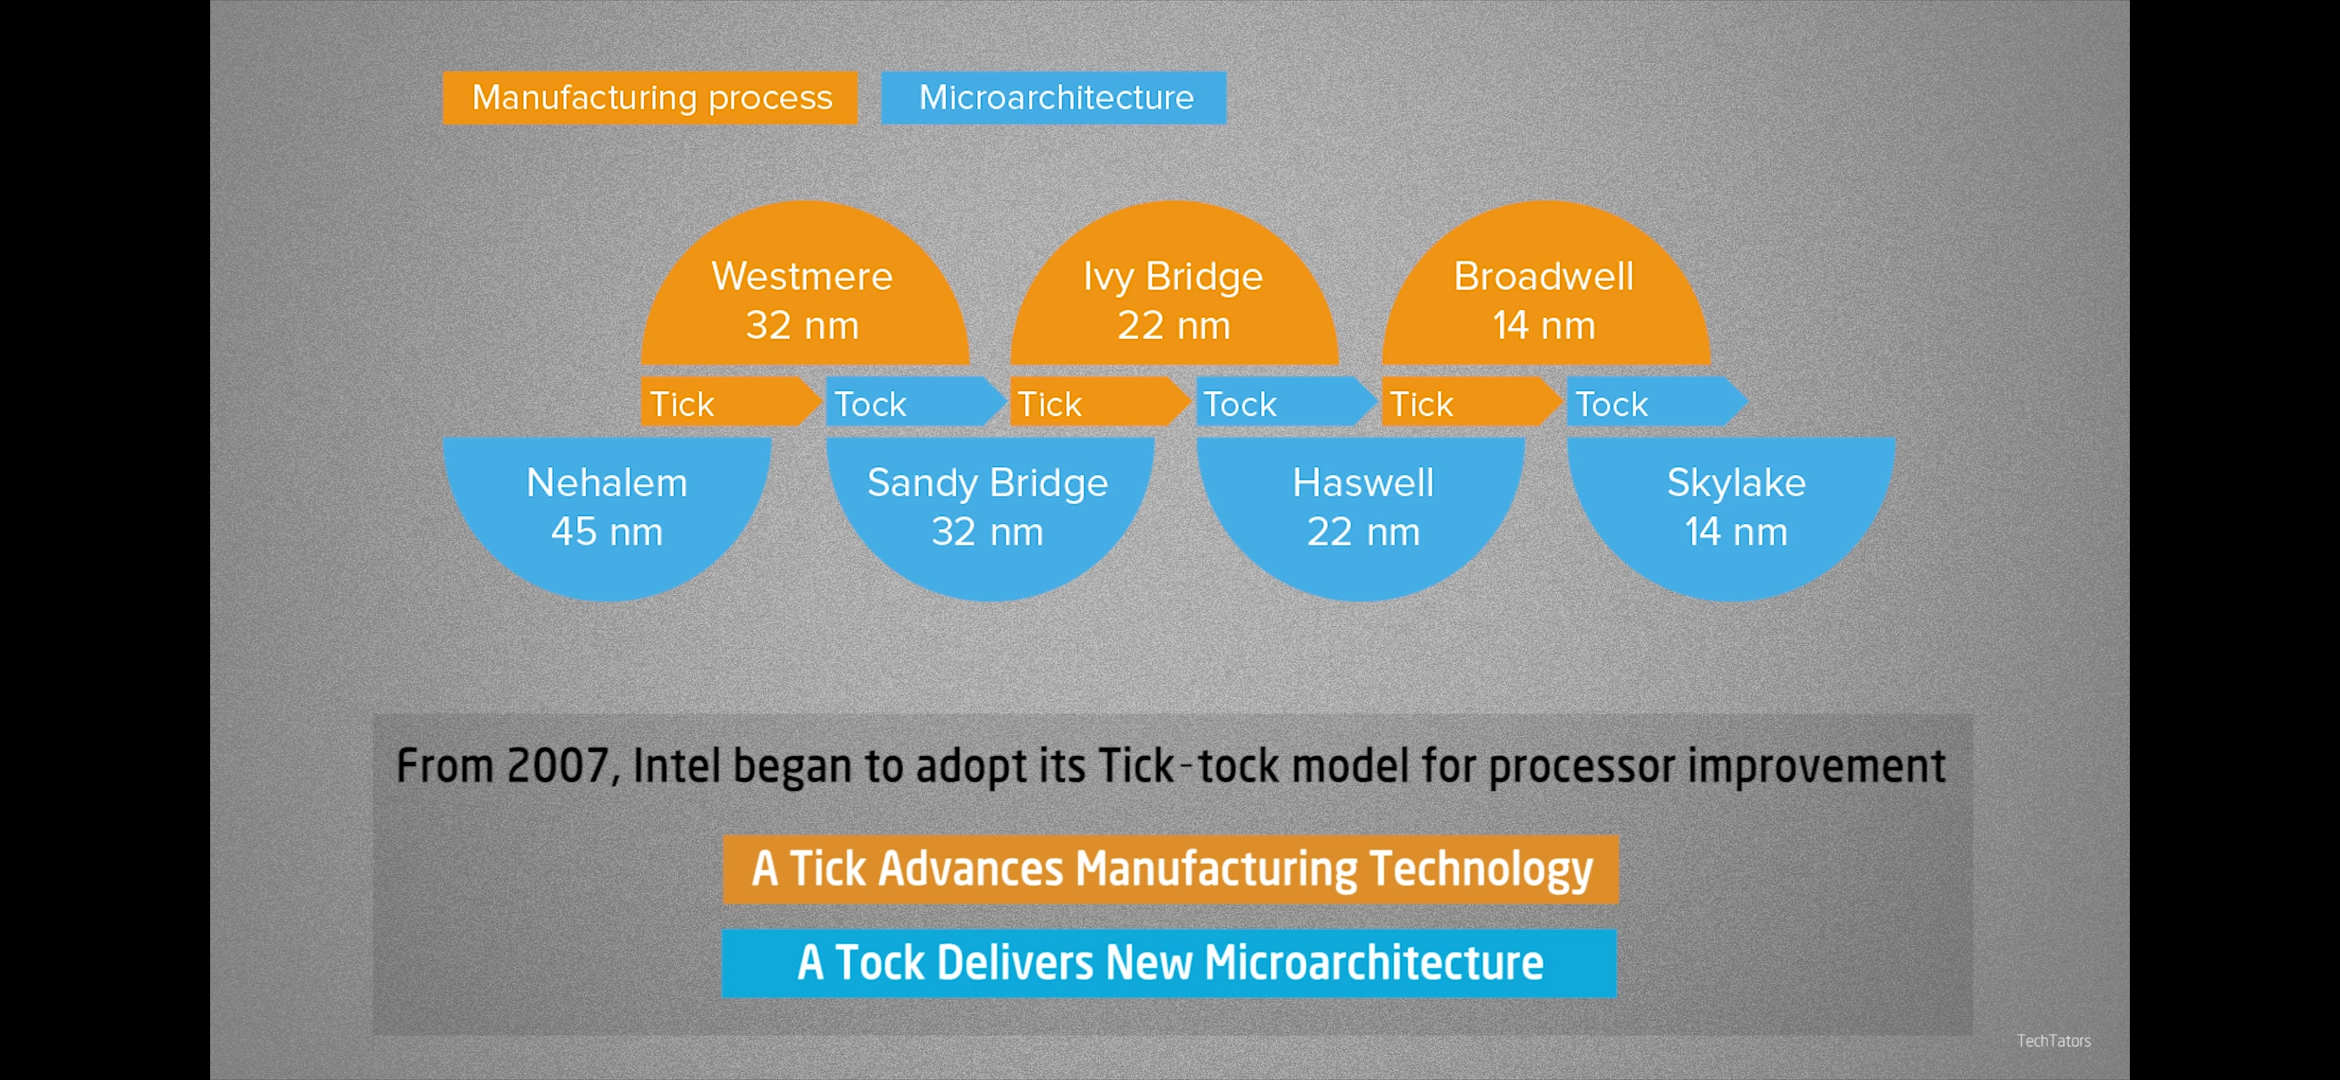 Manufacturing process
Microarchitecture
Westmere
32 nm
Ivy Bridge
22 nm
Broadwell
14 nm
Tick
Tock
Tick
Tock
Tick
Tock
Nehalem
45 nm
Sandy Bridge
32 nm
Haswell
22 nm
Skylake
14 nm
From 2007, Intel began to adopt its Tick-tock model for processor improvement
A Tick Advances Manufacturing Technology
A Tock Delivers New Microarchitecture
TechTators